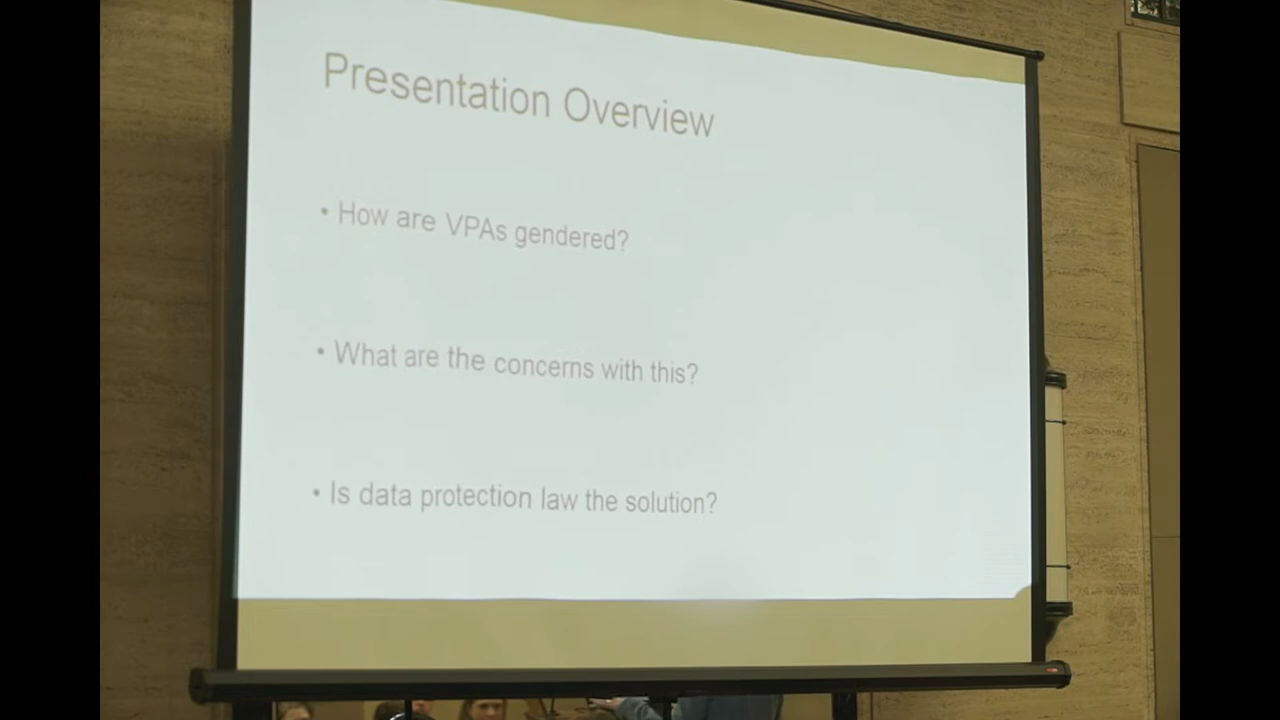 Presentation Overview
• How are VPAs gendered?
• What are the concerns with this?
• Is data protection law the solution?